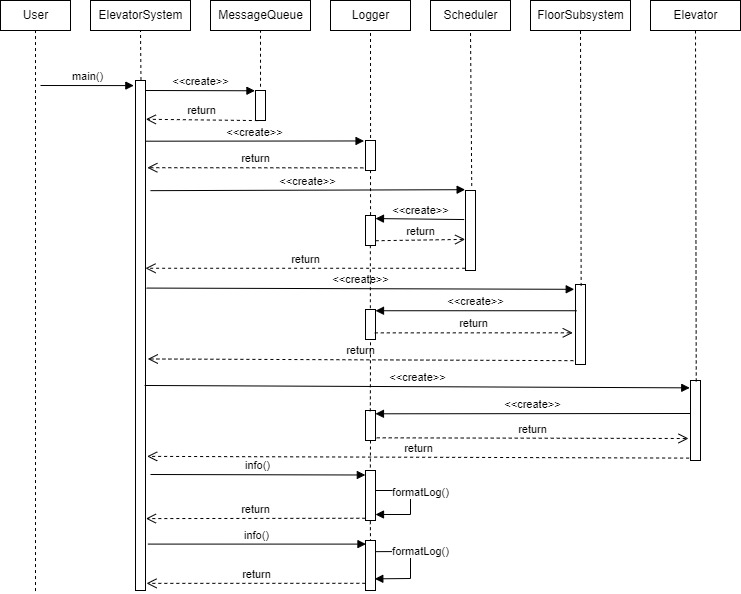 User
ElevatorSystem
MessageQueue
Logger
Scheduler
FloorSubsystem
Elevator
main()
<<create>>
return
<<create>>
return
<<create>>
<<create>>
return
return
<<create>>
<<create>>
return
return
<<create>>
<<create>>
return
return
info()
formatLog()
return
info()
formatLog()
return